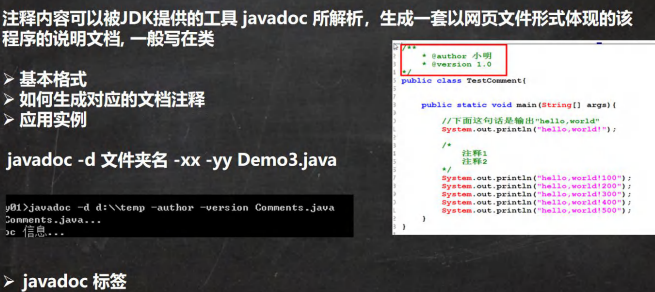 注释内容可以被JDK提供的工具 javadoc 所解析，生成一套以网页文件形式体现的该
程序的说明文档, 一般写在类
➢ 基本格式
➢ 如何生成对应的文档注释
➢ 应用实例
javadoc -d 文件夹名 -xx -yy Demo3.java
y01>javadoc -d d:\\temp -author -version Comments.java
Comments.java...
oc 信息...
➢ javadoc 标签
/**
* @author 小明
* @version 1.0
*/
public class TestComment{
public static void main(String[] args){
//下面这句话是输出"hello,world"
System.out.println("hello,world!");
/*
注释1
注释2
*/
System.out.println("hello,world!100");
System.out.println("hello,world!200");
System.out.println("hello,world!300");
System.out.println("hello,world!400");
System.out.println("hello,world!500");
}
}